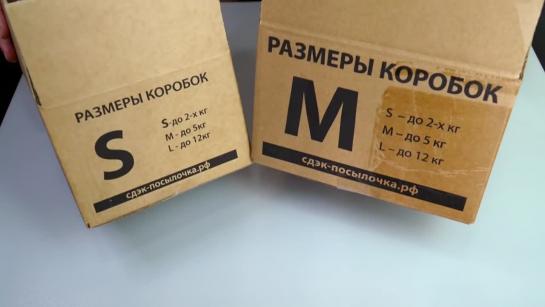 РАЗМЕРЫ КОРОБОК
S
S-до 2-х кг
М - до 5кг
L - до 12кг
сдэк-посылочка.рф
РАЗМЕРЫ КОРОБОК
M
S – до 2-х кг
М – до 5 кг
L – до 12 кг
сдэк-посылочка.рф